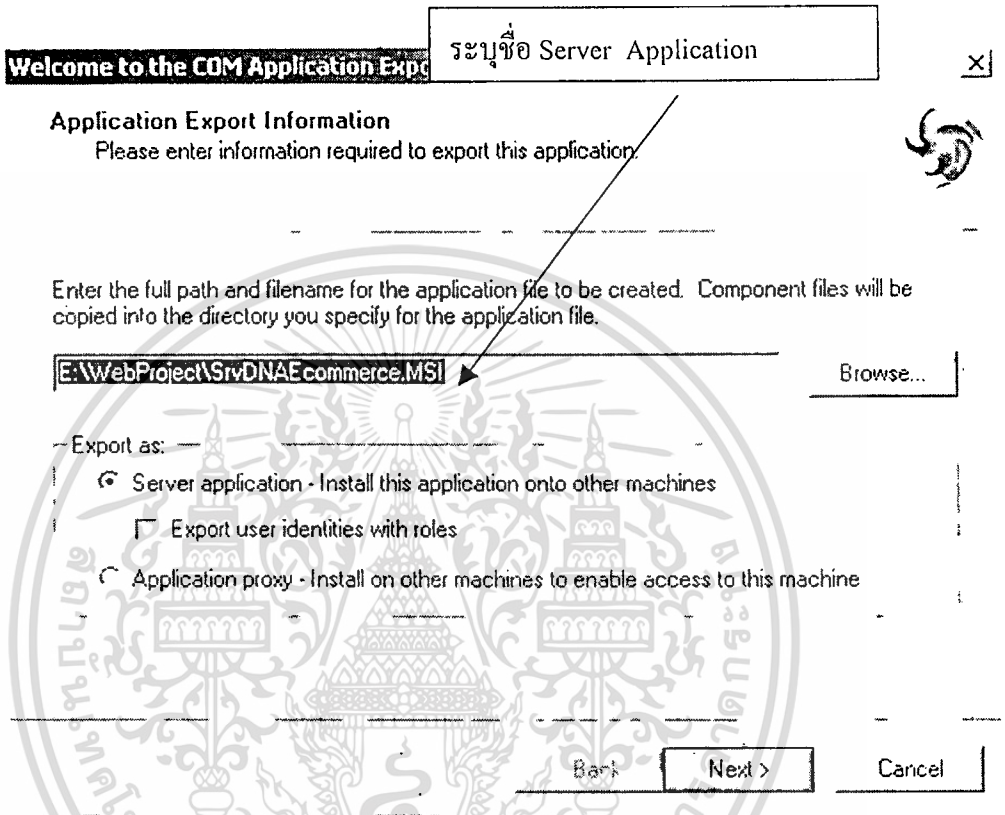 ระบุชื่อ Server Application
Welcome to the COM Application Expo
Application Export Information
Please enter information required to export this application.
Enter the full path and filename for the application file to be created. Component files will be
copied into the directory you specify for the application file.
E:\WebProject\SrvDNAEcommerce.MSI
Browse...
Export as:
Server application - Install this application onto other machines
Export user identities with roles
Application proxy - Install on other machines to enable access to this machine
Back
Next >
Cancel